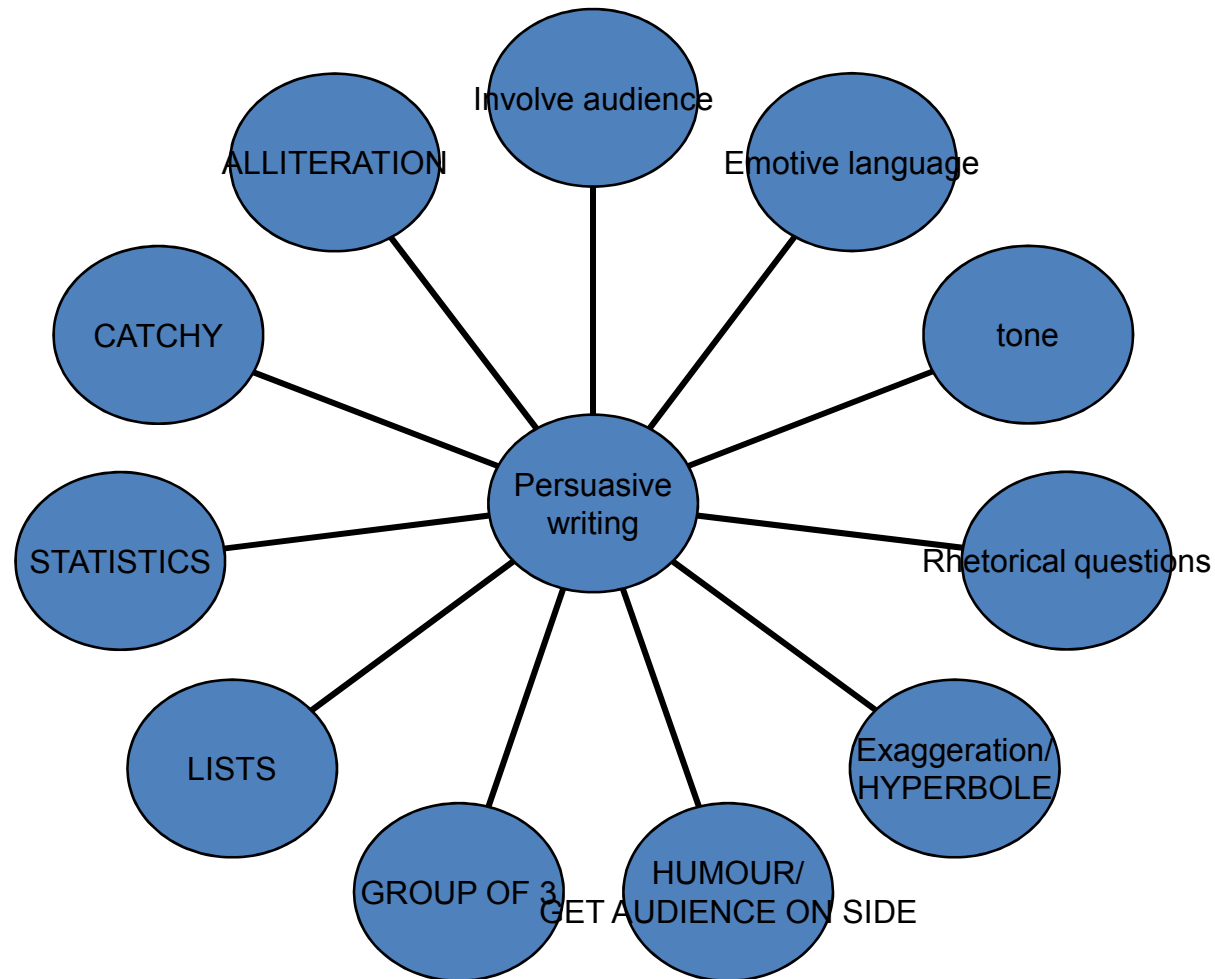 Involve audience
Emotive language
tone
Rhetorical questions
Exaggeration/
HYPERBOLE
HUMOUR/
GET AUDIENCE ON SIDE
GROUP OF 3
LISTS
STATISTICS
CATCHY
ALLITERATION
Persuasive
writing